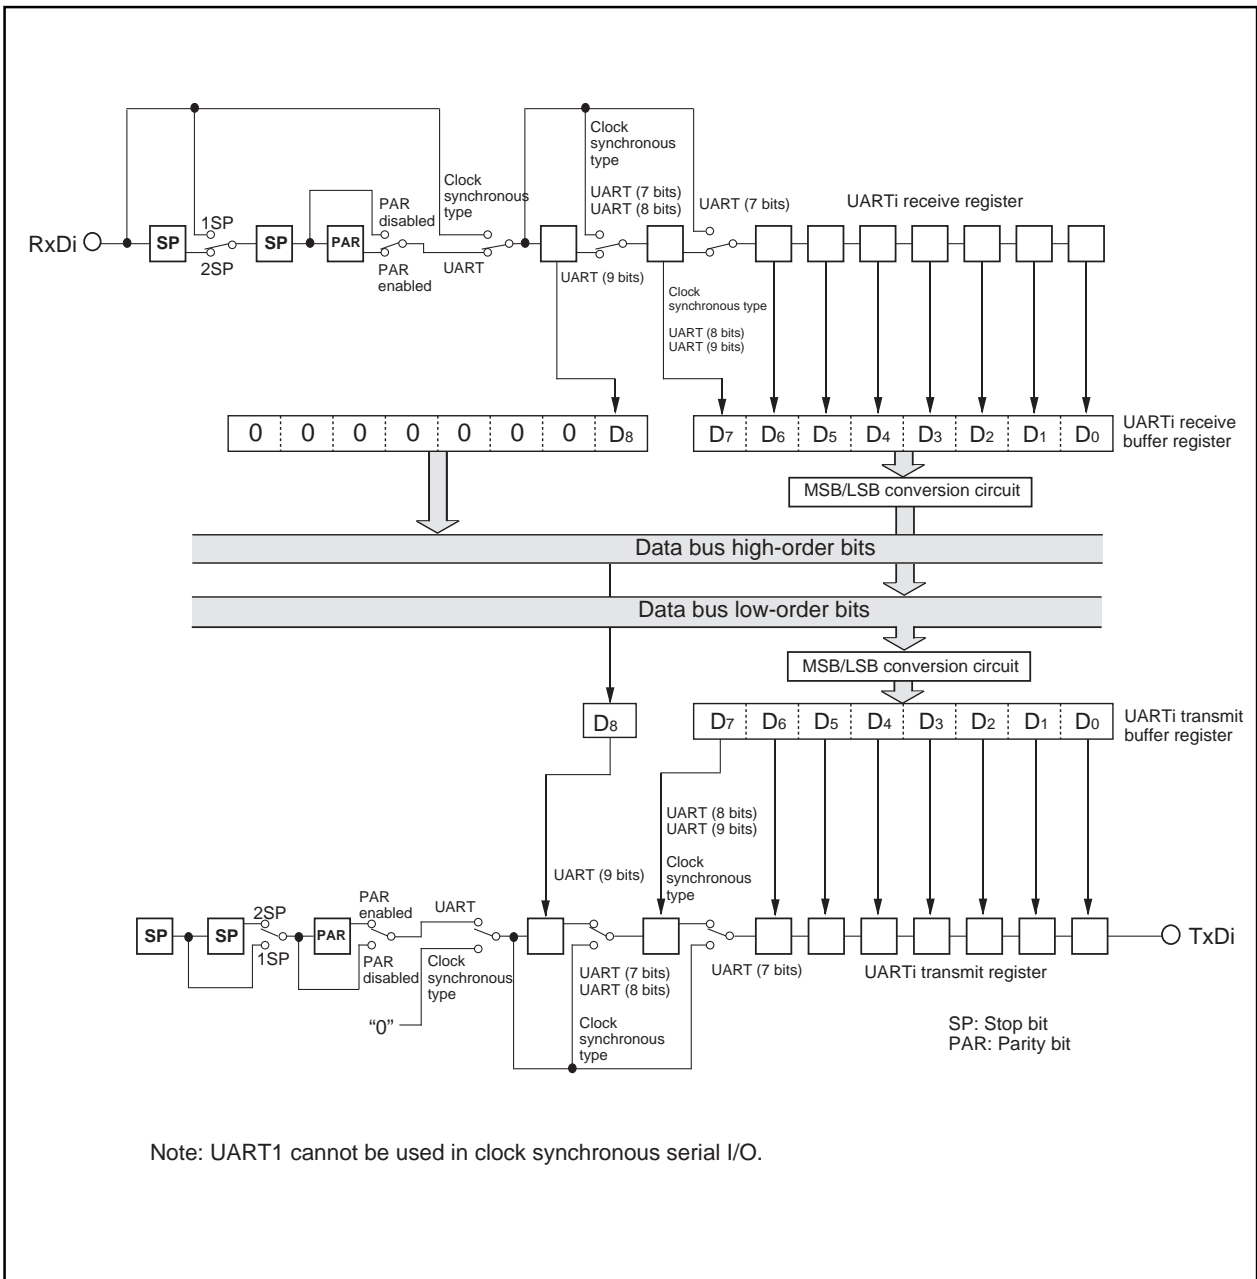 Clock
synchronous
type
Clock
synchronous
type
UART (7 bits)
UART (8 bits)
UART (7 bits)
UARTi receive register
1SP
PAR
disabled
RxDi
SP
SP
PAR
2SP
PAR
enabled
UART
UART (9 bits)
Clock
synchronous type
UART (8 bits)
UART (9 bits)
0 0 0 0 0 0 0 D8
D7 D6 D5 D4 D3 D2 D1 D0
UARTi receive
buffer register
MSB/LSB conversion circuit
Data bus high-order bits
Data bus low-order bits
MSB/LSB conversion circuit
D8
D7 D6 D5 D4 D3 D2 D1 D0
UARTi transmit
buffer register
UART (8 bits)
UART (9 bits)
Clock
synchronous
type
UART (9 bits)
PAR
enabled
UART
2SP
SP
SP
PAR
1SP
TxDi
PAR
disabled
Clock
synchronous
type
UART (7 bits)
UART (8 bits)
UART (7 bits)
UARTi transmit register
“0”
Clock
synchronous
type
SP: Stop bit
PAR: Parity bit
Note: UART1 cannot be used in clock synchronous serial I/O.